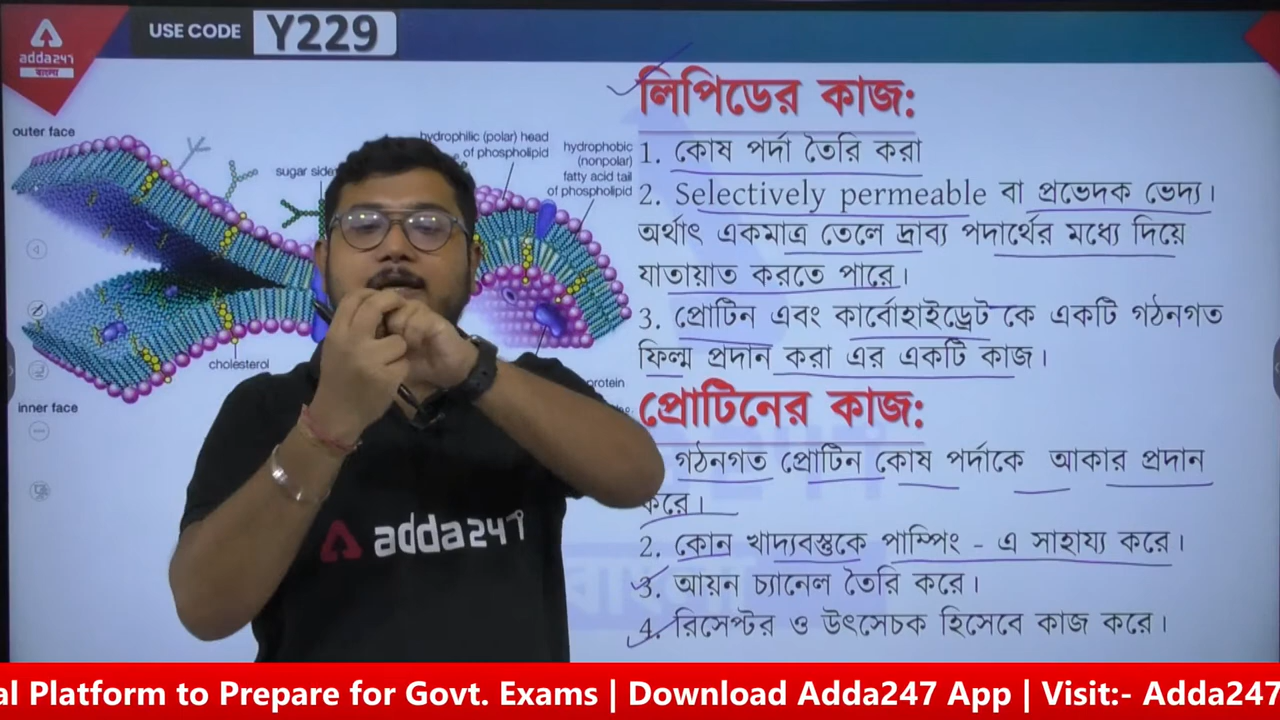 adda247
বাংলা
USE CODE Y229
outer face
sugar side
hydrophilic (polar) head
of phospholipid
hydrophobic
(nonpolar)
fatty acid tail
of phospholipid
cholesterol
inner face
protein
লিপিডের কাজ:
1. কোষ পর্দা তৈরি করা
2. Selectively permeable বা প্রভেদক ভেদ্য।
অর্থাৎ একমাত্র তেলে দ্রাব্য পদার্থের মধ্যে দিয়ে
যাতায়াত করতে পারে।
3. প্রোটিন এবং কার্বোহাইড্রেট কে একটি গঠনগত
ফিল্ম প্রদান করা এর একটি কাজ।
প্রোটিনের কাজ:
গঠনগত প্রোটিন কোষ পর্দাকে আকার প্রদান
করে।
2. কোন খাদ্যবস্তুকে পাম্পিং - এ সাহায্য করে।
3. আয়ন চ্যানেল তৈরি করে।
4. রিসেপ্টর ও উৎসেচক হিসেবে কাজ করে।
adda247
al Platform to Prepare for Govt. Exams | Download Adda247 App | Visit:- Adda247